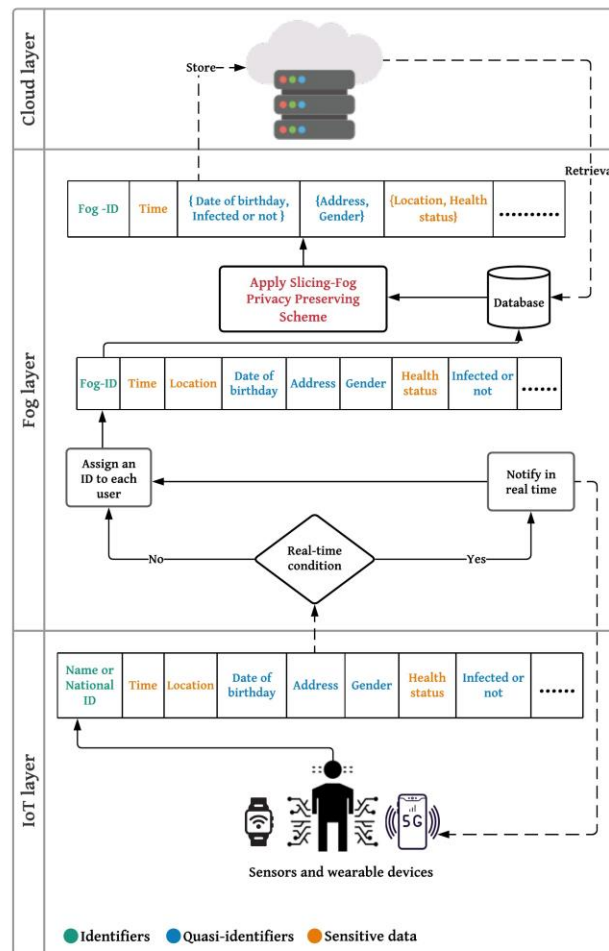 Cloud layer
Store
Retrieva
Fog layer
Fog -ID
Time
{ Date of birthday,
Infected or not }
{Address,
Gender}
{Location, Health
status}
..........
Apply Slicing-Fog
Privacy Preserving
Scheme
Database
Fog-ID
Time
Location
Date of
birthday
Address
Gender
Health
status
Infected or
not
......
Assign an
ID to each
user
Notify in
real time
Real-time
condition
No
Yes
IoT layer
Name or
National
ID
Time
Location
Date of
birthday
Address
Gender
Health
status
Infected or
not
......
5G
Sensors and wearable devices
Identifiers
Quasi-identifiers
Sensitive data